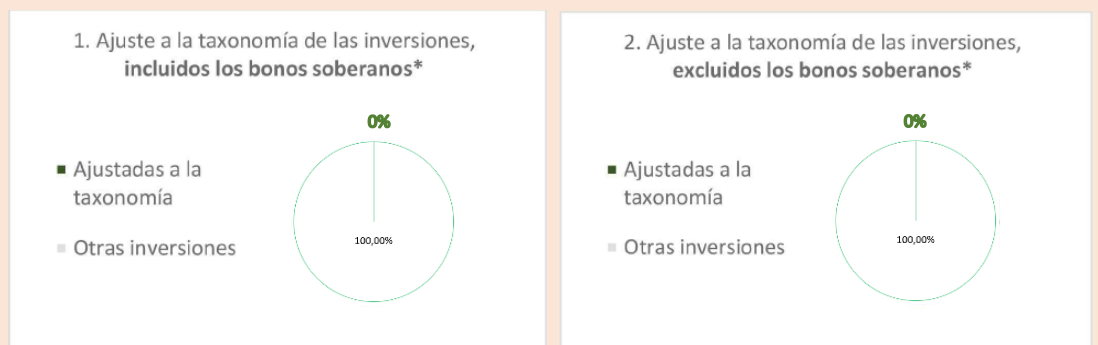 1. Ajuste a la taxonomía de las inversiones,
incluidos los bonos soberanos*
0%
Ajustadas a la
taxonomía
Otras inversiones
100,00%
2. Ajuste a la taxonomía de las inversiones,
excluidos los bonos soberanos*
0%
Ajustadas a la
taxonomía
Otras inversiones
100,00%